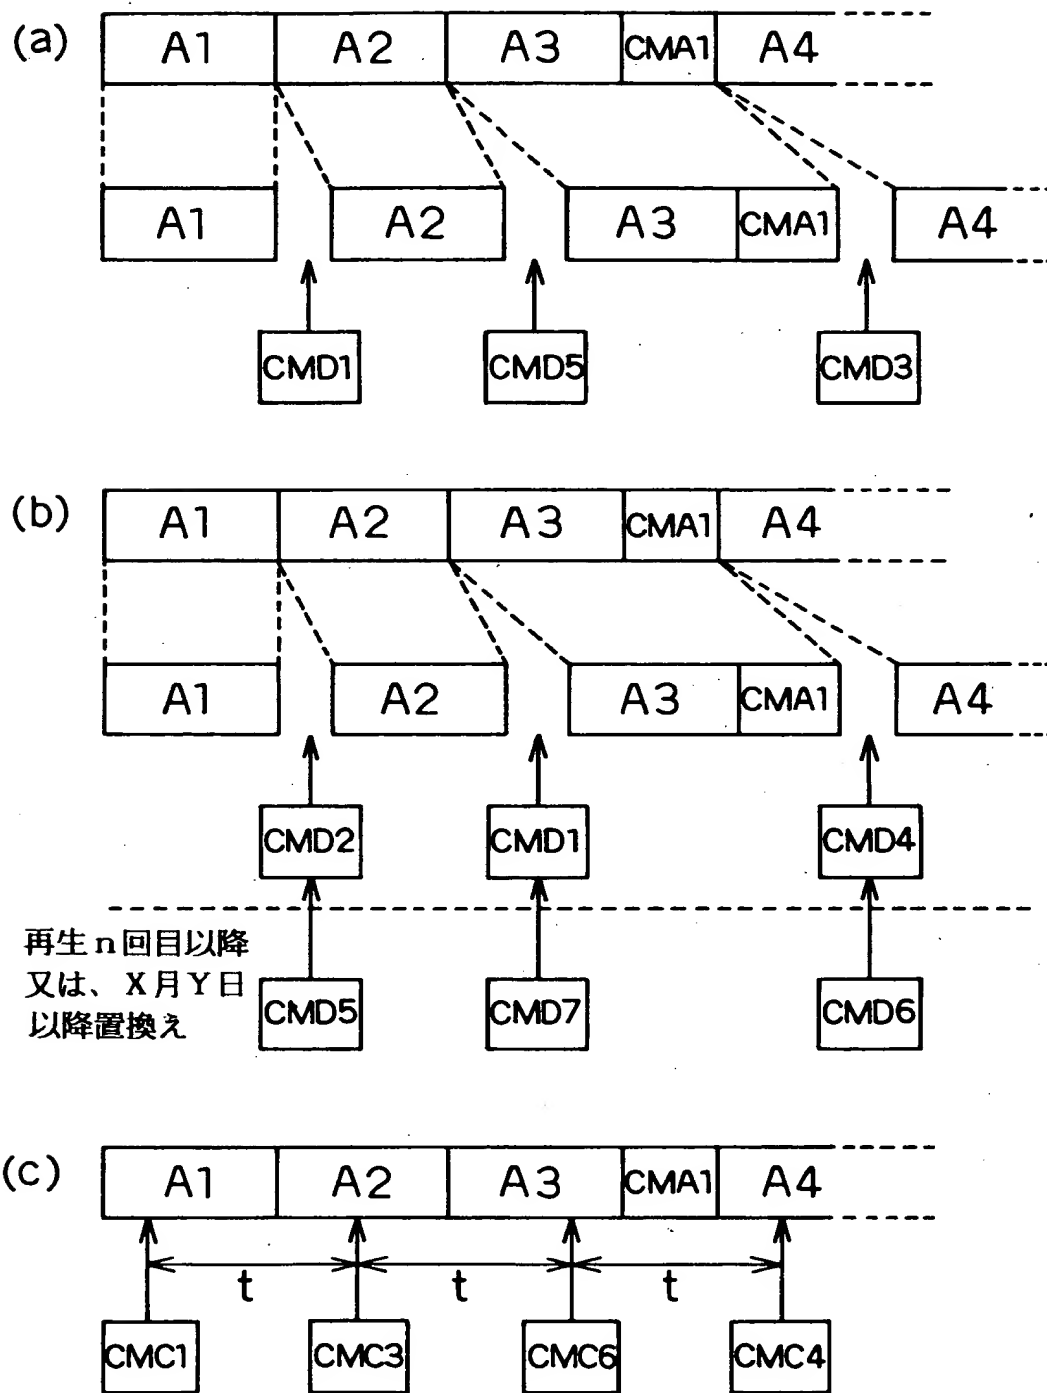 (a)
A1 A2 A3 CMA1 A4
A1 A2 A3 CMA1 A4
CMD1 CMD5 CMD3
(b)
A1 A2 A3 CMA1 A4
A1 A2 A3 CMA1 A4
CMD2 CMD1 CMD4
再生n回目以降
又は、X月Y日
以降置換え
CMD5 CMD7 CMD6
(c)
A1 A2 A3 CMA1 A4
t t t
CMC1 CMC3 CMC6 CMC4